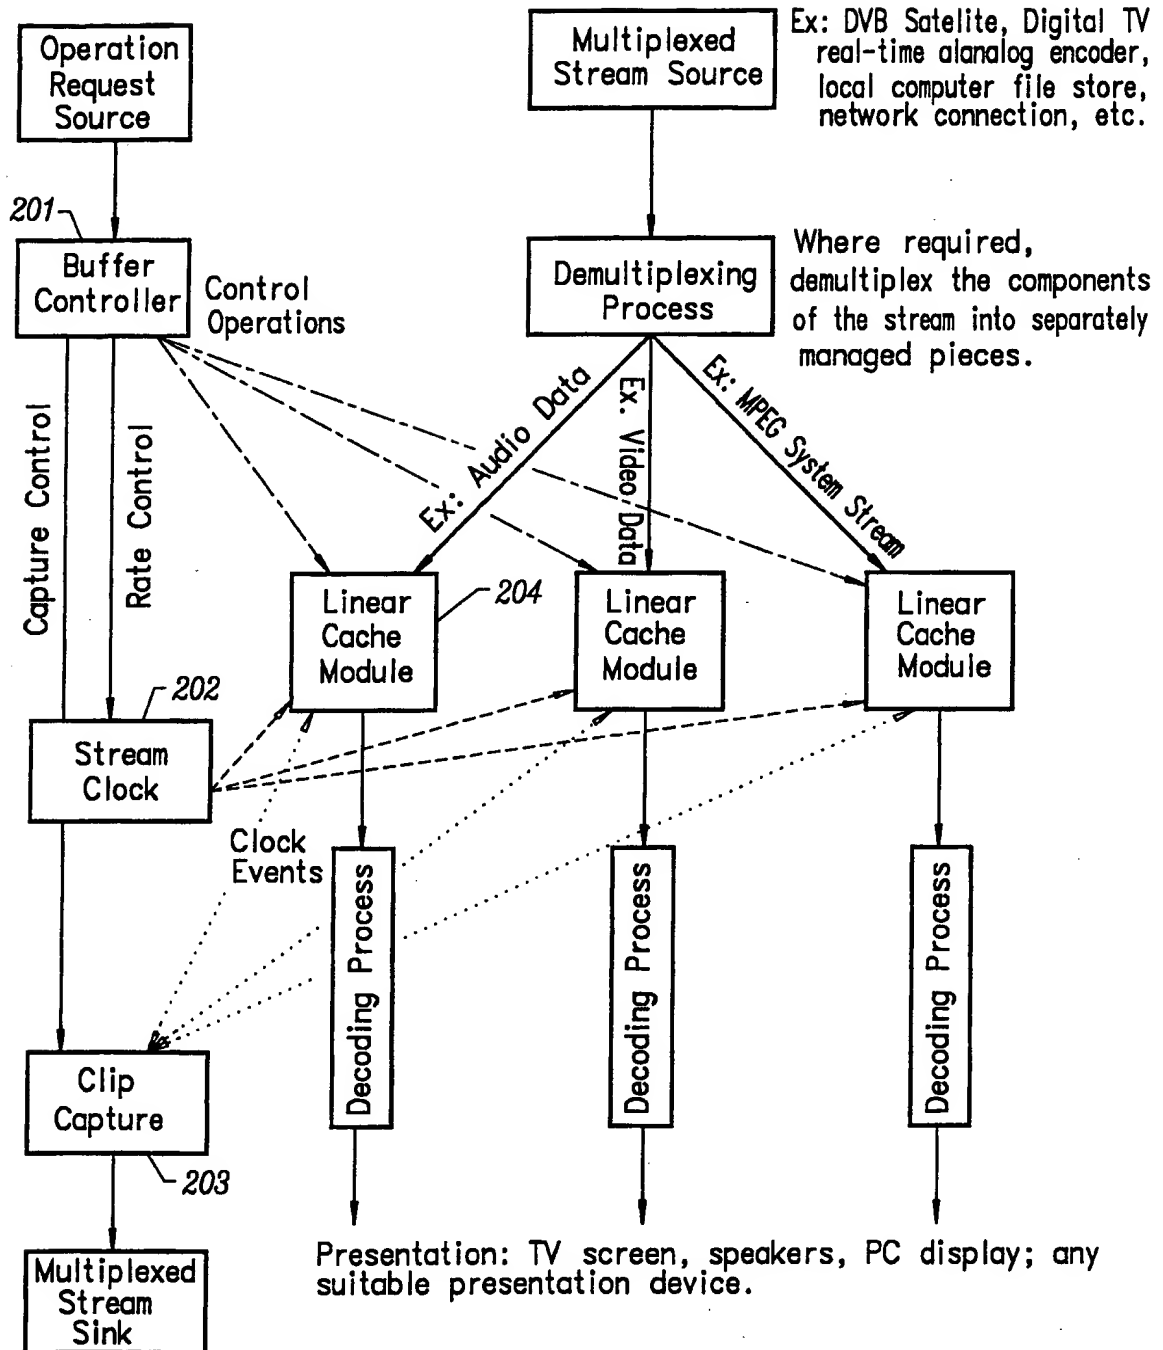 Operation
Request
Source
Multiplexed
Stream Source
Ex: DVB Satelite, Digital TV
real-time alanalog encoder,
local computer file store,
network connection, etc.
201
Buffer
Controller
Control
Operations
Demultiplexing
Process
Where required,
demultiplex the components
of the stream into separately
managed pieces.
Capture Control
Rate Control
Ex: Audio Data
Ex. Video Data
Ex: MPEG System Stream
Linear
Cache
Module
204
Linear
Cache
Module
Linear
Cache
Module
202
Stream
Clock
Clock
Events
Decoding Process
Decoding Process
Decoding Process
Clip
Capture
203
Multiplexed
Stream
Sink
Presentation: TV screen, speakers, PC display; any
suitable presentation device.